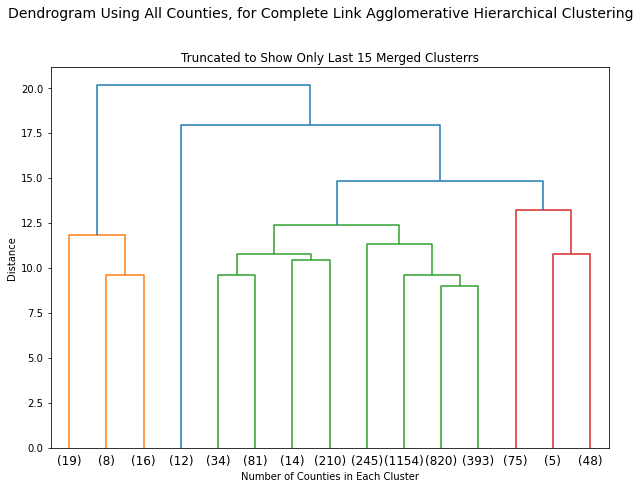 Dendrogram Using All Counties, for Complete Link Agglomerative Hierarchical Clustering
Truncated to Show Only Last 15 Merged Clusterrs
20.0
17.5
15.0
12.5
10.0
7.5
5.0
2.5
0.0
Distance
(19) (8) (16) (12) (34) (81) (14) (210) (245) (1154) (820) (393) (75) (5) (48)
Number of Counties in Each Cluster